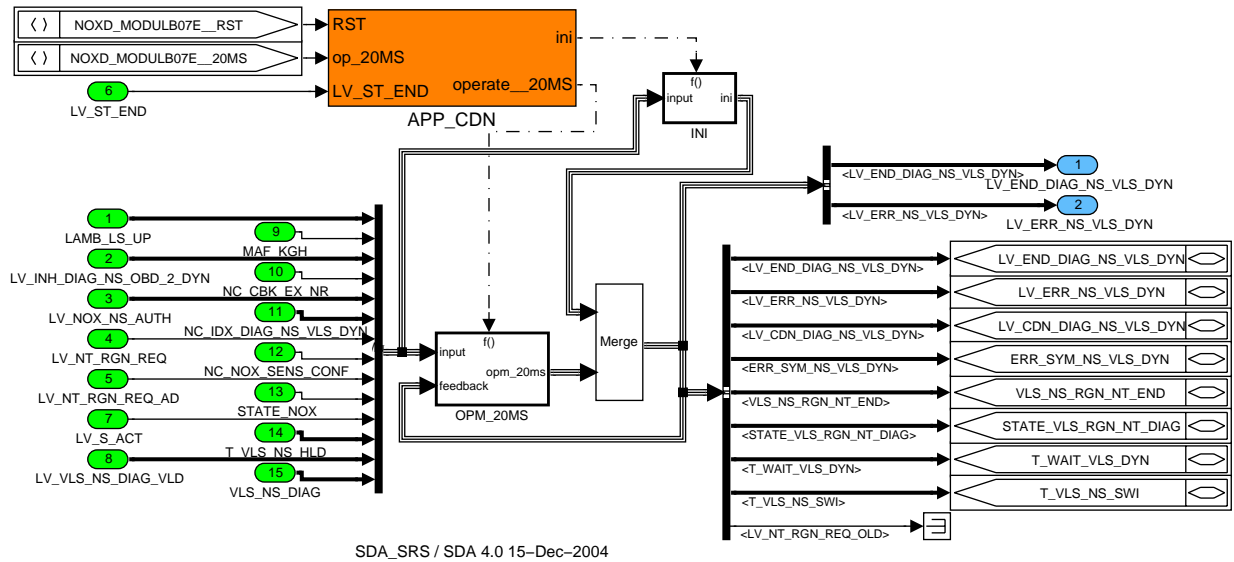 NOXD_MODULB07E__RST
NOXD_MODULB07E__20MS
6
LV_ST_END
RST
op_20MS
LV_ST_END
ini
operate__20MS
APP_CDN
f()
input
ini
INI
1
LAMB_LS_UP
2
LV_INH_DIAG_NS_OBD_2_DYN
3
LV_NOX_NS_AUTH
4
LV_NT_RGN_REQ
5
LV_NT_RGN_REQ_AD
7
LV_S_ACT
8
LV_VLS_NS_DIAG_VLD
9
MAF_KGH
10
NC_CBK_EX_NR
11
NC_IDX_DIAG_NS_VLS_DYN
12
NC_NOX_SENS_CONF
13
STATE_NOX
14
T_VLS_NS_HLD
15
VLS_NS_DIAG
f()
input
feedback
opm_20ms
OPM_20MS
Merge
<LV_END_DIAG_NS_VLS_DYN>
1
LV_END_DIAG_NS_VLS_DYN
<LV_ERR_NS_VLS_DYN>
2
LV_ERR_NS_VLS_DYN
<LV_END_DIAG_NS_VLS_DYN>
LV_END_DIAG_NS_VLS_DYN
<LV_ERR_NS_VLS_DYN>
LV_ERR_NS_VLS_DYN
<LV_CDN_DIAG_NS_VLS_DYN>
LV_CDN_DIAG_NS_VLS_DYN
<ERR_SYM_NS_VLS_DYN>
ERR_SYM_NS_VLS_DYN
<VLS_NS_RGN_NT_END>
VLS_NS_RGN_NT_END
<STATE_VLS_RGN_NT_DIAG>
STATE_VLS_RGN_NT_DIAG
<T_WAIT_VLS_DYN>
T_WAIT_VLS_DYN
<T_VLS_NS_SWI>
T_VLS_NS_SWI
<LV_NT_RGN_REQ_OLD>
SDA_SRS / SDA 4.0 15−Dec−2004